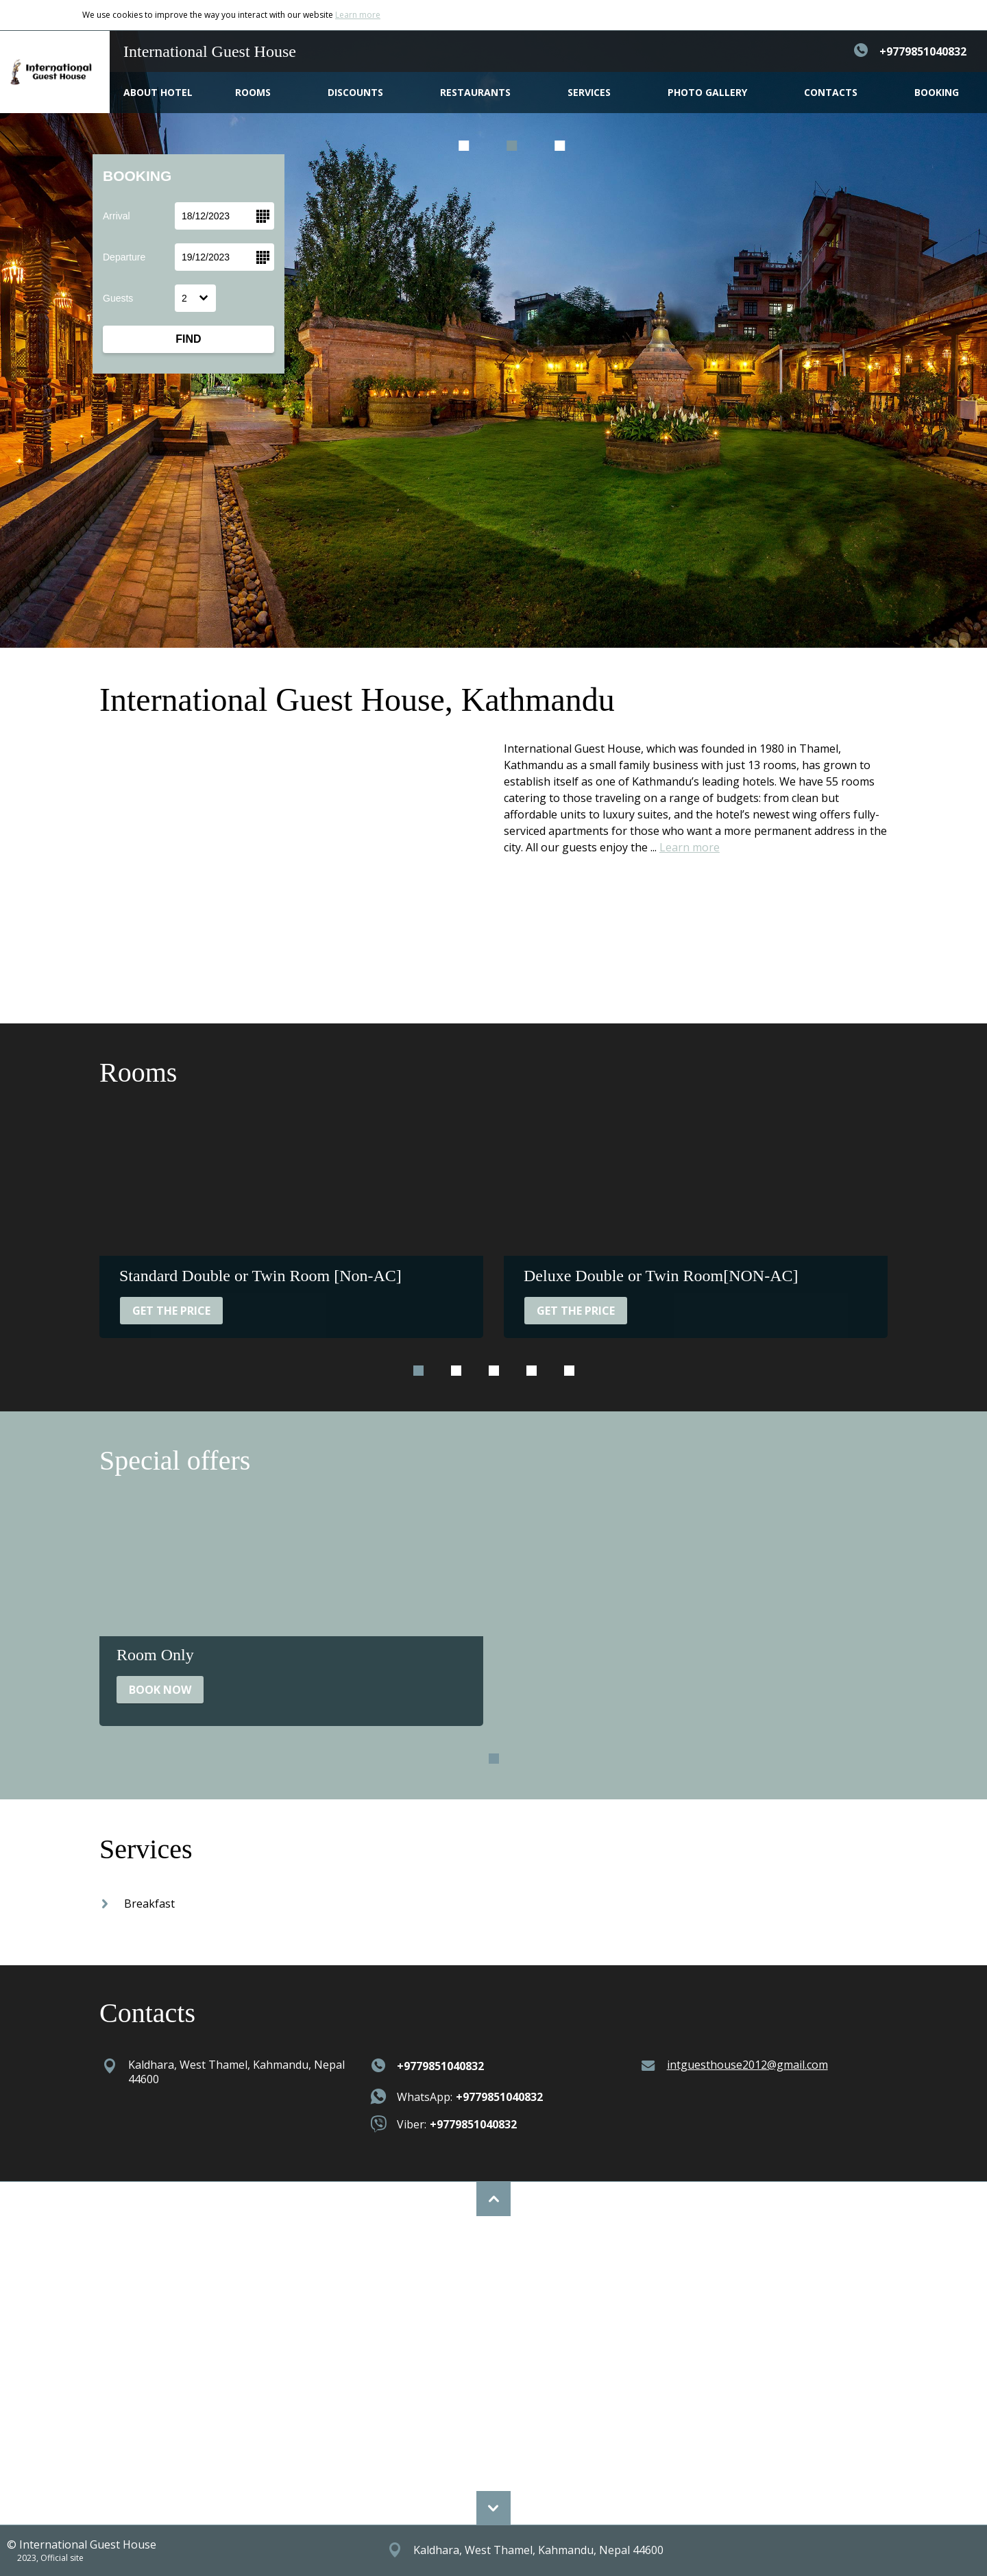 We use cookies to improve the way you interact with our website Learn more
International
Guest House
International Guest House
+9779851040832
ABOUT HOTEL ROOMS DISCOUNTS RESTAURANTS SERVICES PHOTO GALLERY CONTACTS BOOKING
BOOKING
Arrival 18/12/2023
Departure 19/12/2023
Guests 2
FIND
International Guest House, Kathmandu
International Guest House, which was founded in 1980 in Thamel,
Kathmandu as a small family business with just 13 rooms, has grown to
establish itself as one of Kathmandu’s leading hotels. We have 55 rooms
catering to those traveling on a range of budgets: from clean but
affordable units to luxury suites, and the hotel’s newest wing offers fully-
serviced apartments for those who want a more permanent address in the
city. All our guests enjoy the ... Learn more
Rooms
Standard Double or Twin Room [Non-AC]
GET THE PRICE
Deluxe Double or Twin Room[NON-AC]
GET THE PRICE
Special offers
Room Only
BOOK NOW
Services
Breakfast
Contacts
Kaldhara, West Thamel, Kahmandu, Nepal
44600
+9779851040832
WhatsApp: +9779851040832
Viber: +9779851040832
intguesthouse2012@gmail.com
© International Guest House
2023, Official site
Kaldhara, West Thamel, Kahmandu, Nepal 44600